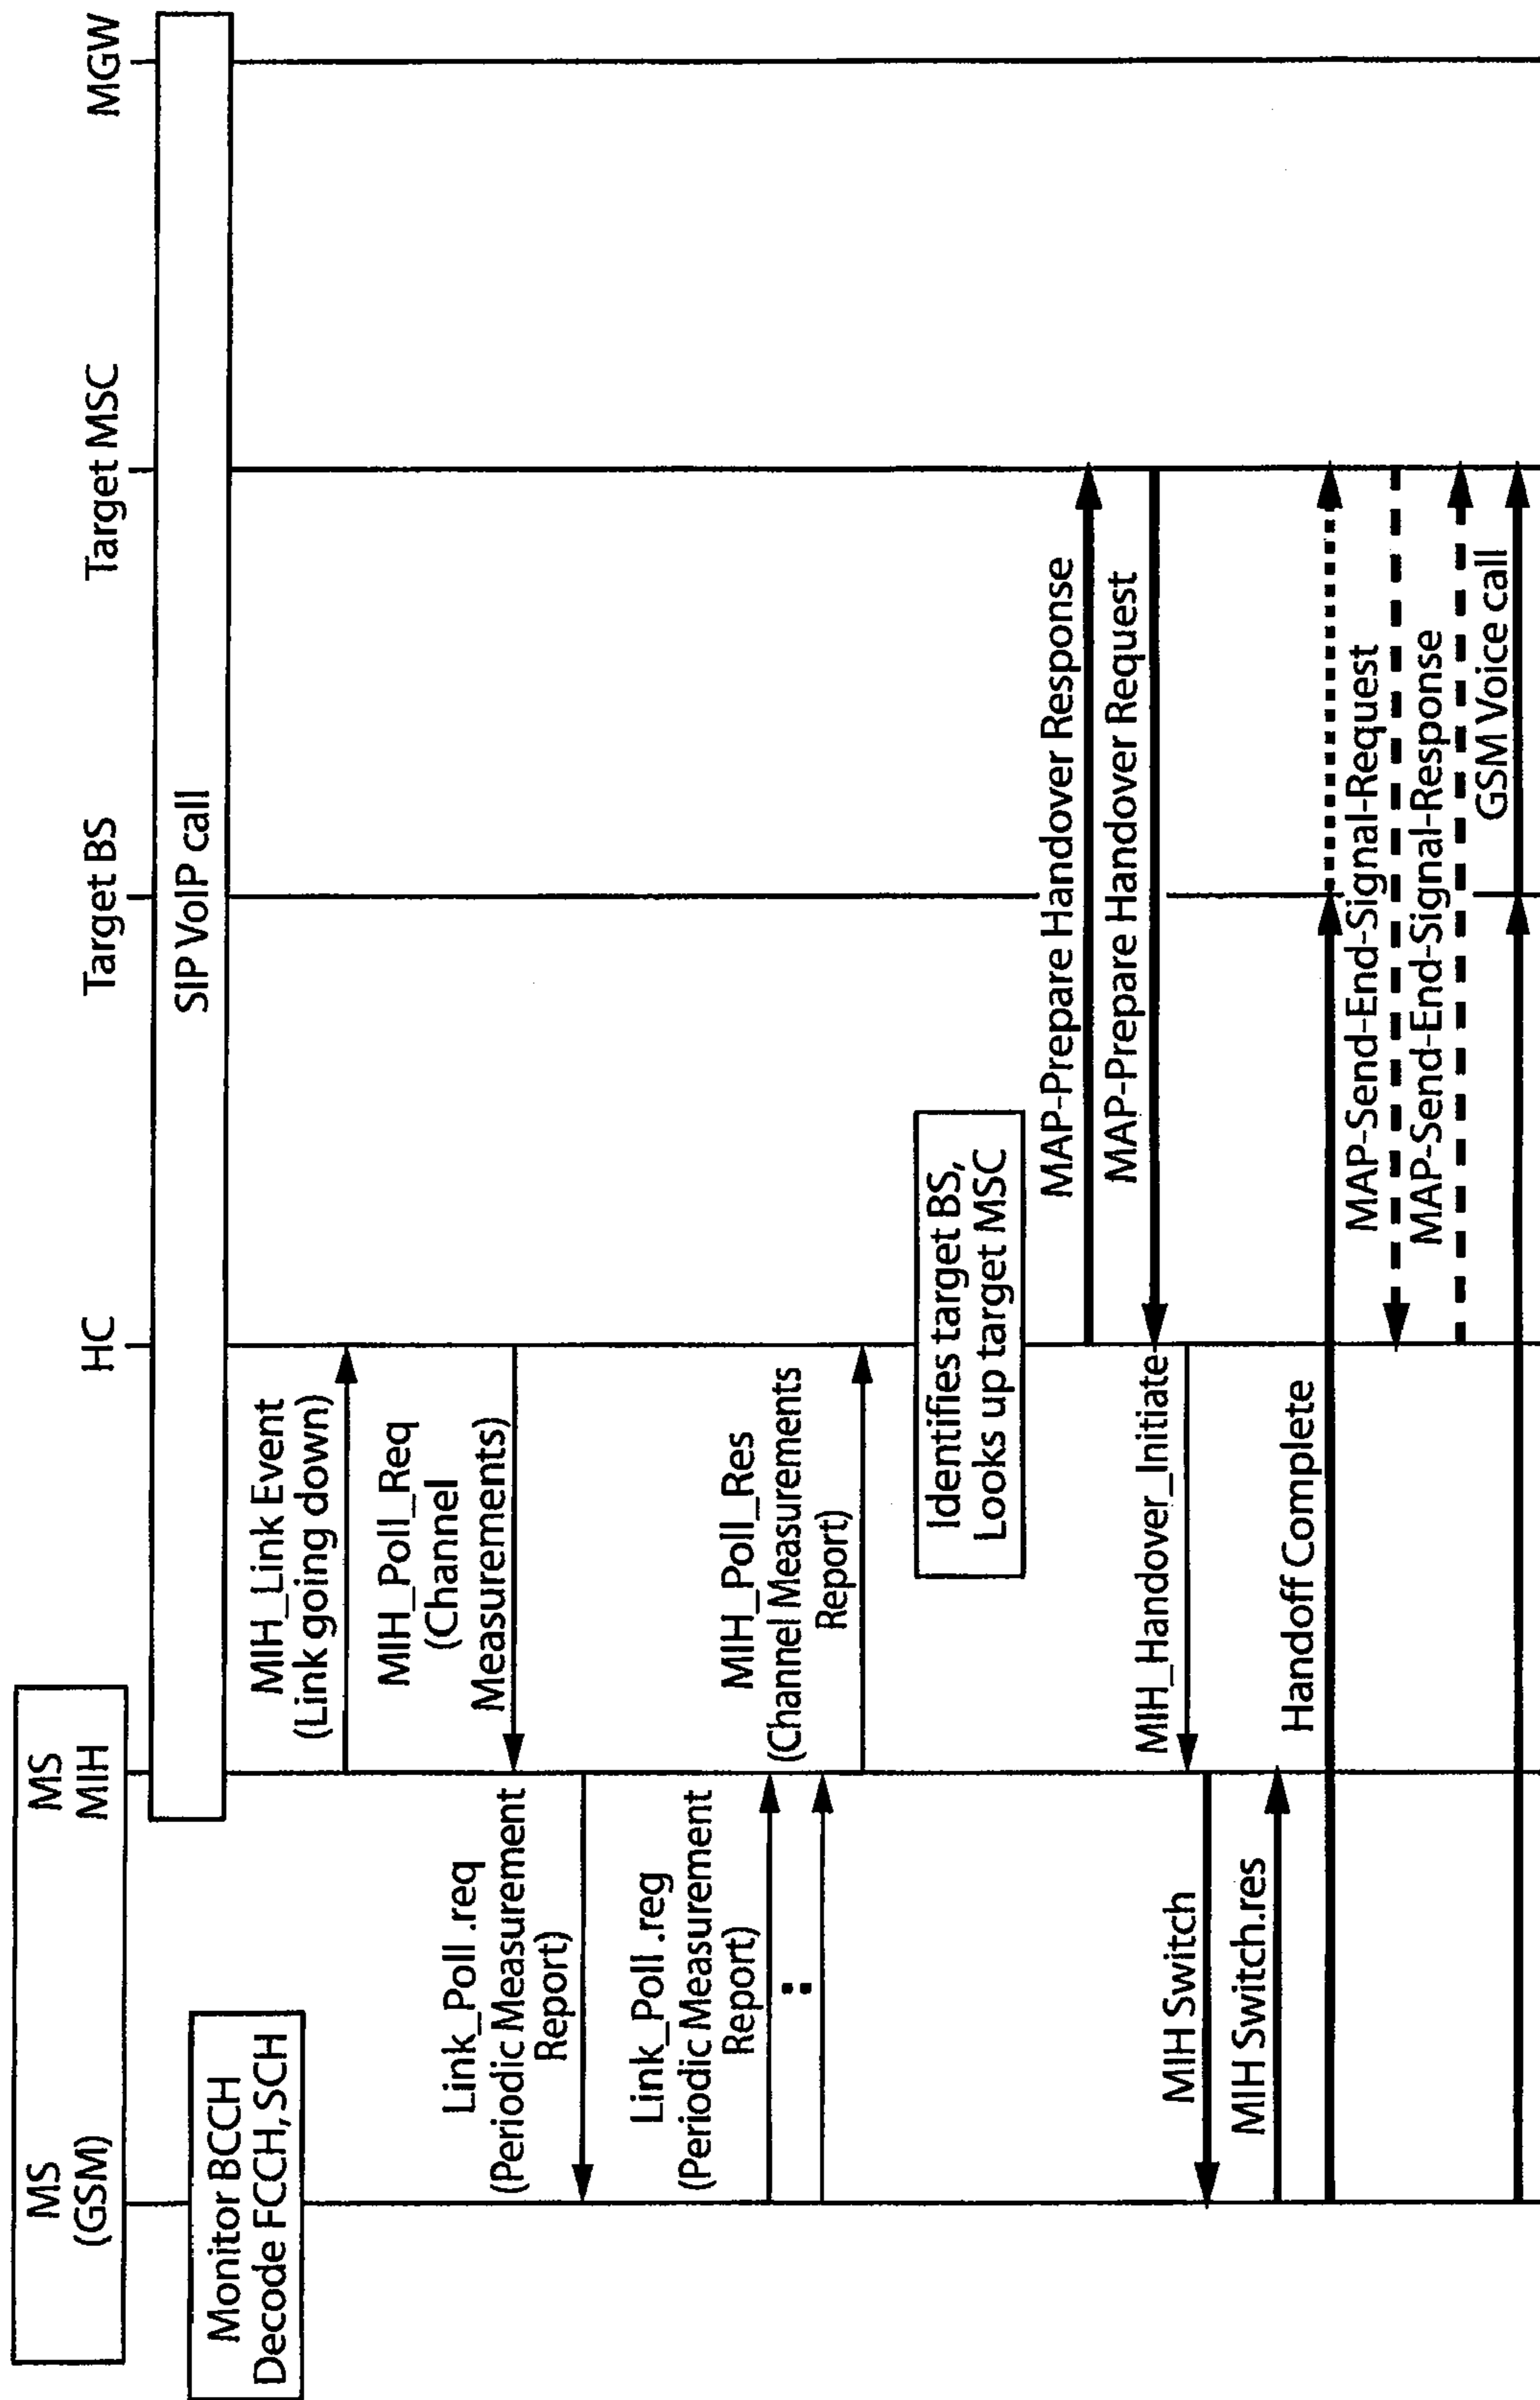 MS
(GSM)
MS
MIH
HC
Target BS
Target MSC
MGW
SIP VoIP call
Monitor BCCH
Decode FCCH, SCH
MIH_Link Event
(Link going down)
MIH_Poll_Req
(Channel
Measurements)
Link_Poll .req
(Periodic Measurement
Report)
Link_Poll .reg
(Periodic Measurement
Report)
MIH_Poll_Res
(Channel Measurements
Report)
Identifies target BS,
Looks up target MSC
MAP-Prepare Handover Response
MAP-Prepare Handover Request
MIH_Handover_Initiate
MIH Switch
MIH Switch.res
Handoff Complete
MAP-Send-End-Signal-Request
MAP-Send-End-Signal-Response
GSM Voice call